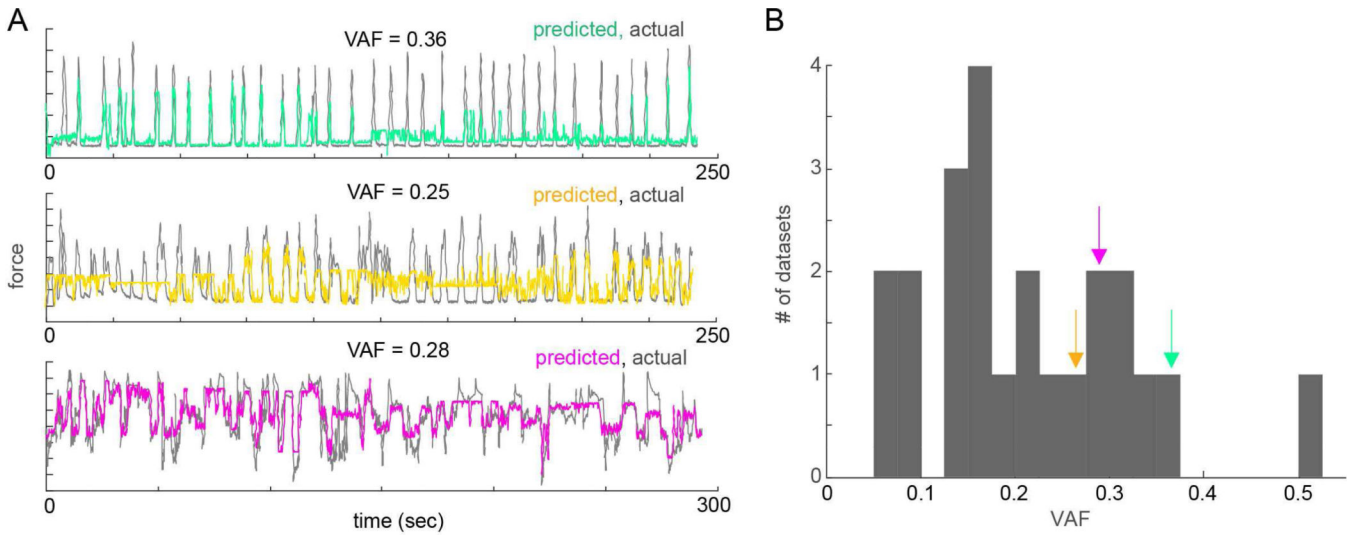 A
VAF = 0.36
predicted, actual
0
250
VAF = 0.25
predicted, actual
force
0
250
VAF = 0.28
predicted, actual
0
300
time (sec)
B
4
3
2
1
0
# of datasets
0
0.1
0.2
0.3
0.4
0.5
VAF